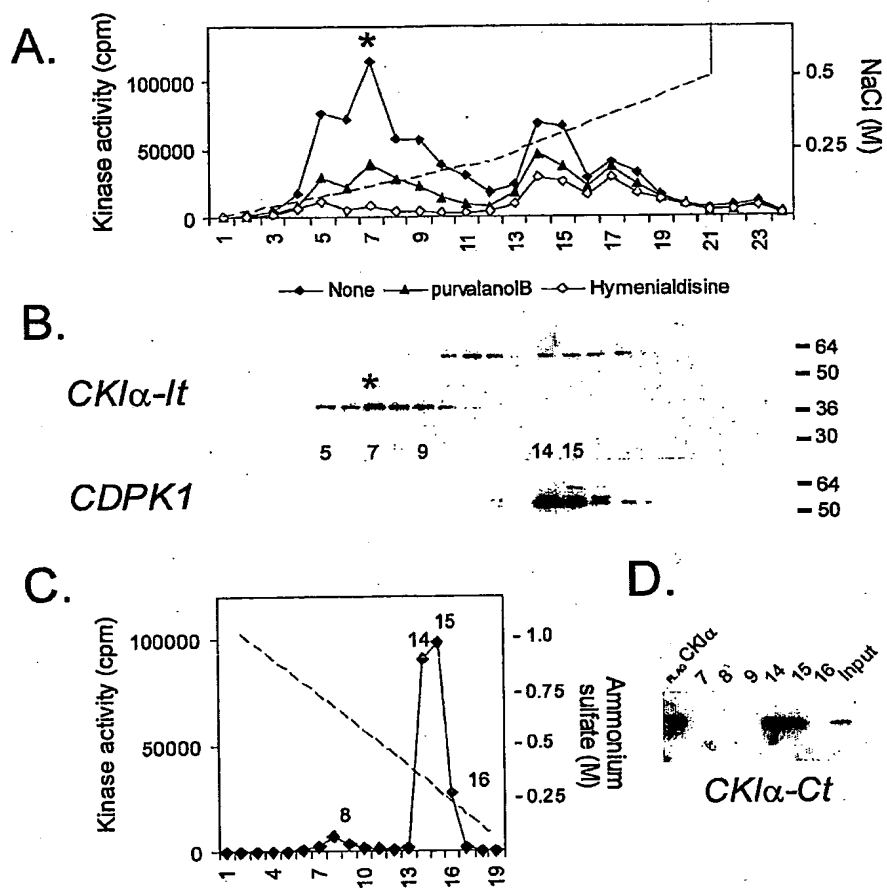 A.
*
Kinase activity (cpm)
100000
50000
0
0.5
0.25
NaCl (M)
1 3 5 7 9 11 13 15 17 19 21 23
None purvalanolB Hymenialdisine
B.
CKIα-It
*
64
50
36
30
5 7 9 14 15
CDPK1
64
50
C.
Kinase activity (cpm)
100000
50000
0
8
14
15
16
1.0
0.75
0.5
0.25
Ammonium
sulfate (M)
1 4 7 10 13 16 19
D.
FLAG CKIα 7 8 9 14 15 16 Input
CKIα-Ct